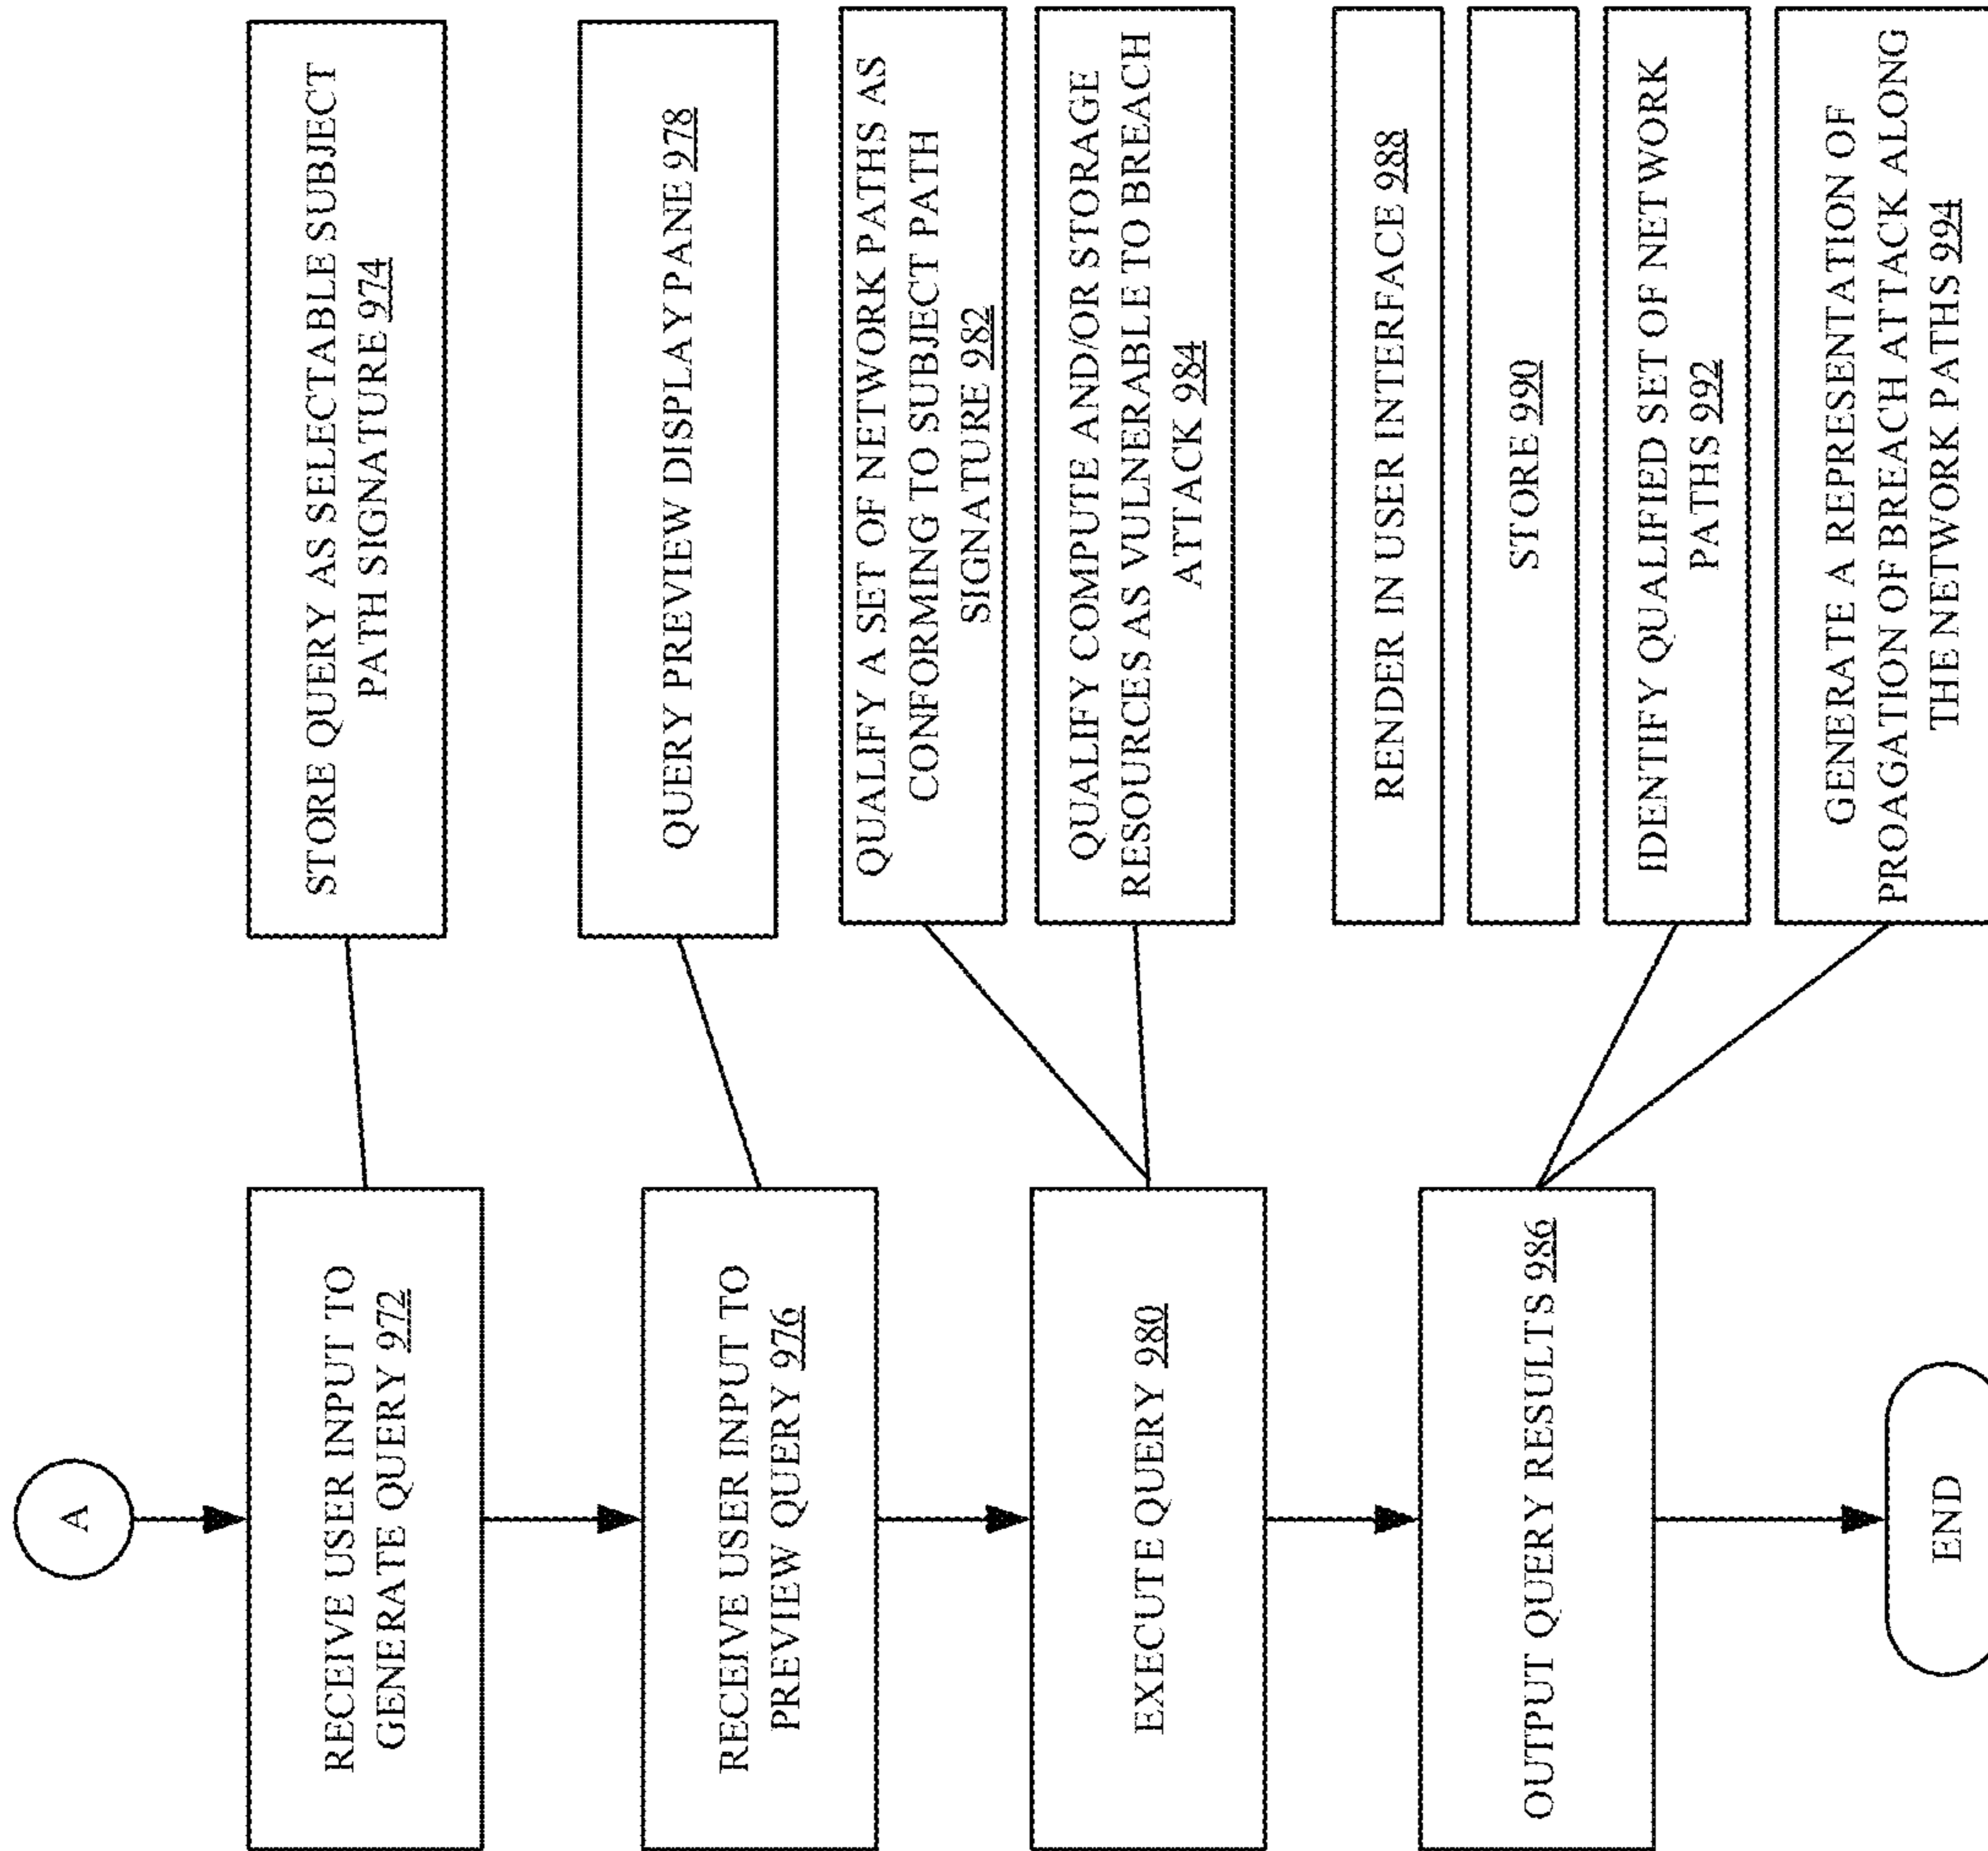 A
RECEIVE USER INPUT TO
GENERATE QUERY 972
STORE QUERY AS SELECTABLE SUBJECT
PATH SIGNATURE 974
RECEIVE USER INPUT TO
PREVIEW QUERY 976
QUERY PREVIEW DISPLAY PANE 978
EXECUTE QUERY 980
QUALIFY A SET OF NETWORK PATHS AS
CONFORMING TO SUBJECT PATH
SIGNATURE 982
QUALIFY COMPUTE AND/OR STORAGE
RESOURCES AS VULNERABLE TO BREACH
ATTACK 984
OUTPUT QUERY RESULTS 986
RENDER IN USER INTERFACE 988
STORE 990
IDENTIFY QUALIFIED SET OF NETWORK
PATHS 992
GENERATE A REPRESENTATION OF
PROAGATION OF BREACH ATTACK ALONG
THE NETWORK PATHS 994
END